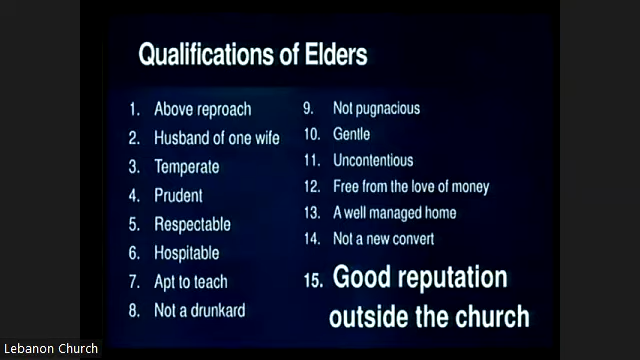 Qualifications of Elders
1. Above reproach
2. Husband of one wife
3. Temperate
4. Prudent
5. Respectable
6. Hospitable
7. Apt to teach
8. Not a drunkard
9. Not pugnacious
10. Gentle
11. Uncontentious
12. Free from the love of money
13. A well managed home
14. Not a new convert
15. Good reputation
outside the church
Lebanon Church